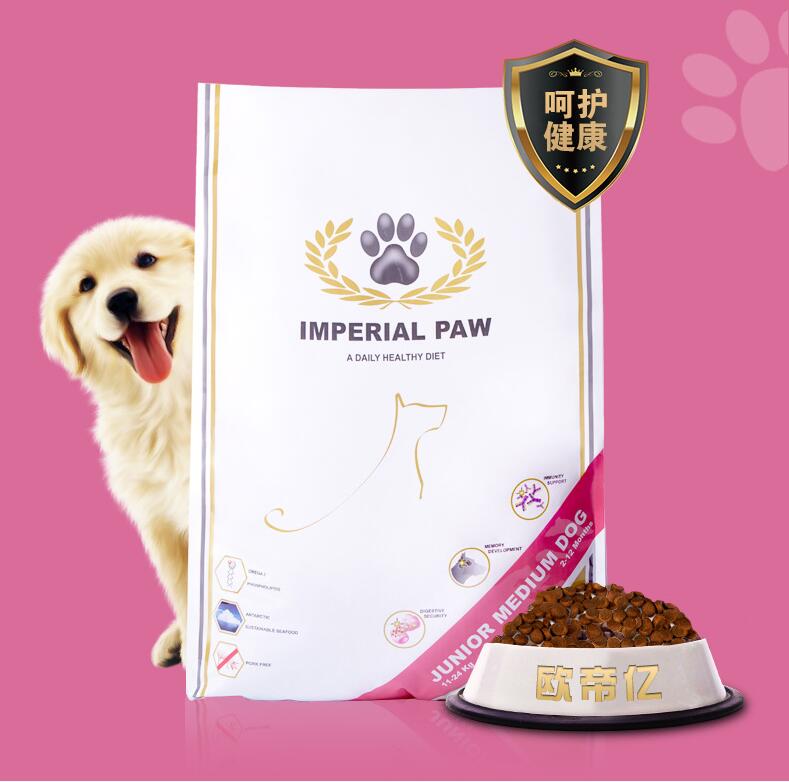 呵护
健康
IMPERIAL PAW
A DAILY HEALTHY DIET
IMMUNITY
SUPPORT
MEMORY
DEVELOPMENT
DIGESTIVE
SECURITY
OMEGA 3
PHOSPHOLIPIDS
ANTARCTIC
SUSTAINABLE SEAFOOD
PORK FREE
JUNIOR MEDIUM DOG
11-24 Kg
2-12 Months
欧帝亿